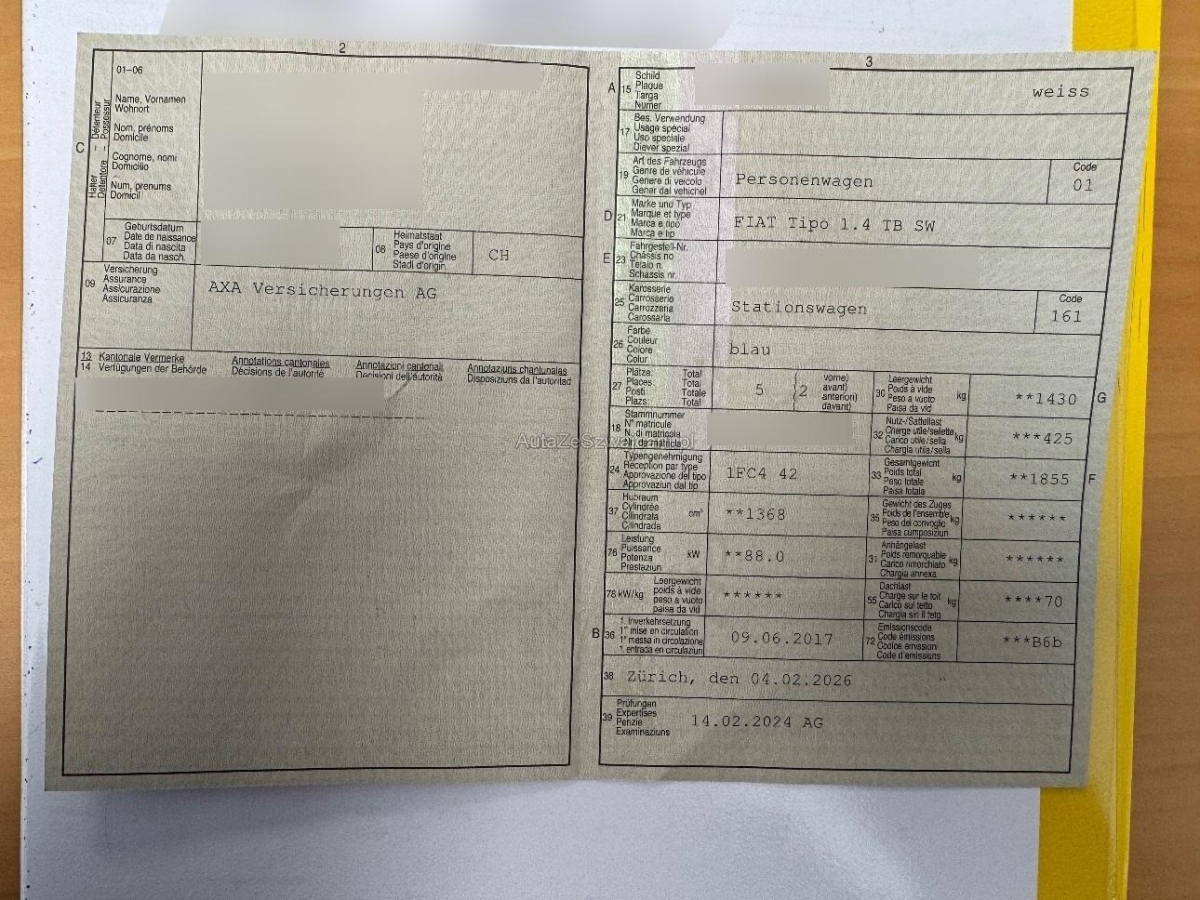 2
01-06
C
Halter – Détenteur
Detentore – Possessur
Name, Vornamen
Wohnort
Nom, prénoms
Domicile
Cognome, nomi
Domicilio
Num, prenums
Domicil
07
Geburtsdatum
Date de naissance
Data di nascita
Data da nasch.
08
Heimatstaat
Pays d'origine
Paese d'origine
Stadi d'origin
CH
09
Versicherung
Assurance
Assicurazione
Assicuranza
AXA Versicherungen AG
13 Kantonale Vermerke Annotations cantonales Annotazioni cantonali Annotaziuns chantunalas
14 Verfügungen der Behörde Décisions de l'autorité Decisioni dell'autorità Disposiziuns da l'autoritad
3
A
15
Schild
Plaque
Targa
Numer
weiss
17
Bes. Verwendung
Usage spécial
Uso speciale
Diever spezial
19
Art des Fahrzeugs
Genre de véhicule
Genere di veicolo
Gener dal vehichel
Personenwagen
Code
01
D
21
Marke und Typ
Marque et type
Marca e tipo
Marca e tip
FIAT Tipo 1.4 TB SW
E
23
Fahrgestell-Nr.
Châssis no
Telaio n.
Schassis nr.
25
Karosserie
Carrosserie
Carrozzeria
Carossaria
Stationswagen
Code
161
26
Farbe
Couleur
Colore
Colur
blau
27
Plätze: Total
Places: Total
Posti: Totale
Plazs: Total
5
{2
vorne)
avant)
anteriori)
davant)
30
Leergewicht
Poids à vide
Peso a vuoto
Paisa da vid
kg
**1430
G
18
Stammnummer
N° matricule
N. di matricola
32
Nutz-/Sattellast
Charge utile/sellette
Carico utile/sella
Chargia utila/sella
kg
***425
24
Typengenehmigung
Réception par type
Approvazione del tipo
Approvaziun dal tip
1FC4 42
33
Gesamtgewicht
Poids total
Peso totale
Paisa totala
kg
**1855
F
37
Hubraum
Cylindrée
Cilindrata
Cilindrada
cm³
**1368
35
Gewicht des Zuges
Poids de l'ensemble
Peso del convoglio
Paisa cumposiziun
kg
******
76
Leistung
Puissance
Potenza
Prestaziun
kW
**88.0
31
Anhängelast
Poids remorquable
Carico rimorchiato
Chargia annexa
kg
******
78 kW/kg
Leergewicht
poids à vide
peso a vuoto
paisa da vid
******
55
Dachlast
Charge sur le toit
Carico sul tetto
Chargia sin il tetg
kg
****70
B
36
1. Inverkehrsetzung
1re mise en circulation
1a messa in circolazione
1. entrada en circulaziun
09.06.2017
72
Emissionscode
Code émissions
Codice emissioni
Code d'emissiuns
***B6b
38 Zürich, den 04.02.2026
39
Prüfungen
Expertises
Perizie
Examinaziuns
14.02.2024 AG